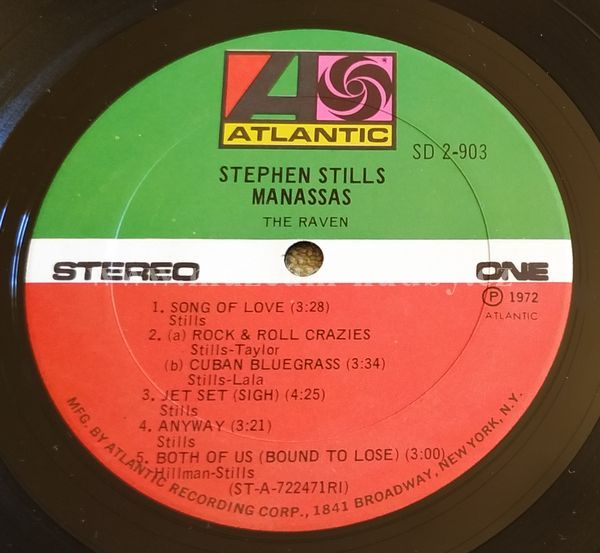 ATLANTIC
SD 2-903
STEPHEN STILLS
MANASSAS
THE RAVEN
STEREO
ONE
℗ 1972
ATLANTIC
1. SONG OF LOVE (3:28)
Stills
2. (a) ROCK & ROLL CRAZIES
Stills-Taylor
(b) CUBAN BLUEGRASS (3:34)
Stills-Lala
3. JET SET (SIGH) (4:25)
Stills
4. ANYWAY (3:21)
Stills
5. BOTH OF US (BOUND TO LOSE) (3:00)
Hillman-Stills
(ST-A-722471RI)
MFG. BY ATLANTIC RECORDING CORP., 1841 BROADWAY, NEW YORK, N.Y.